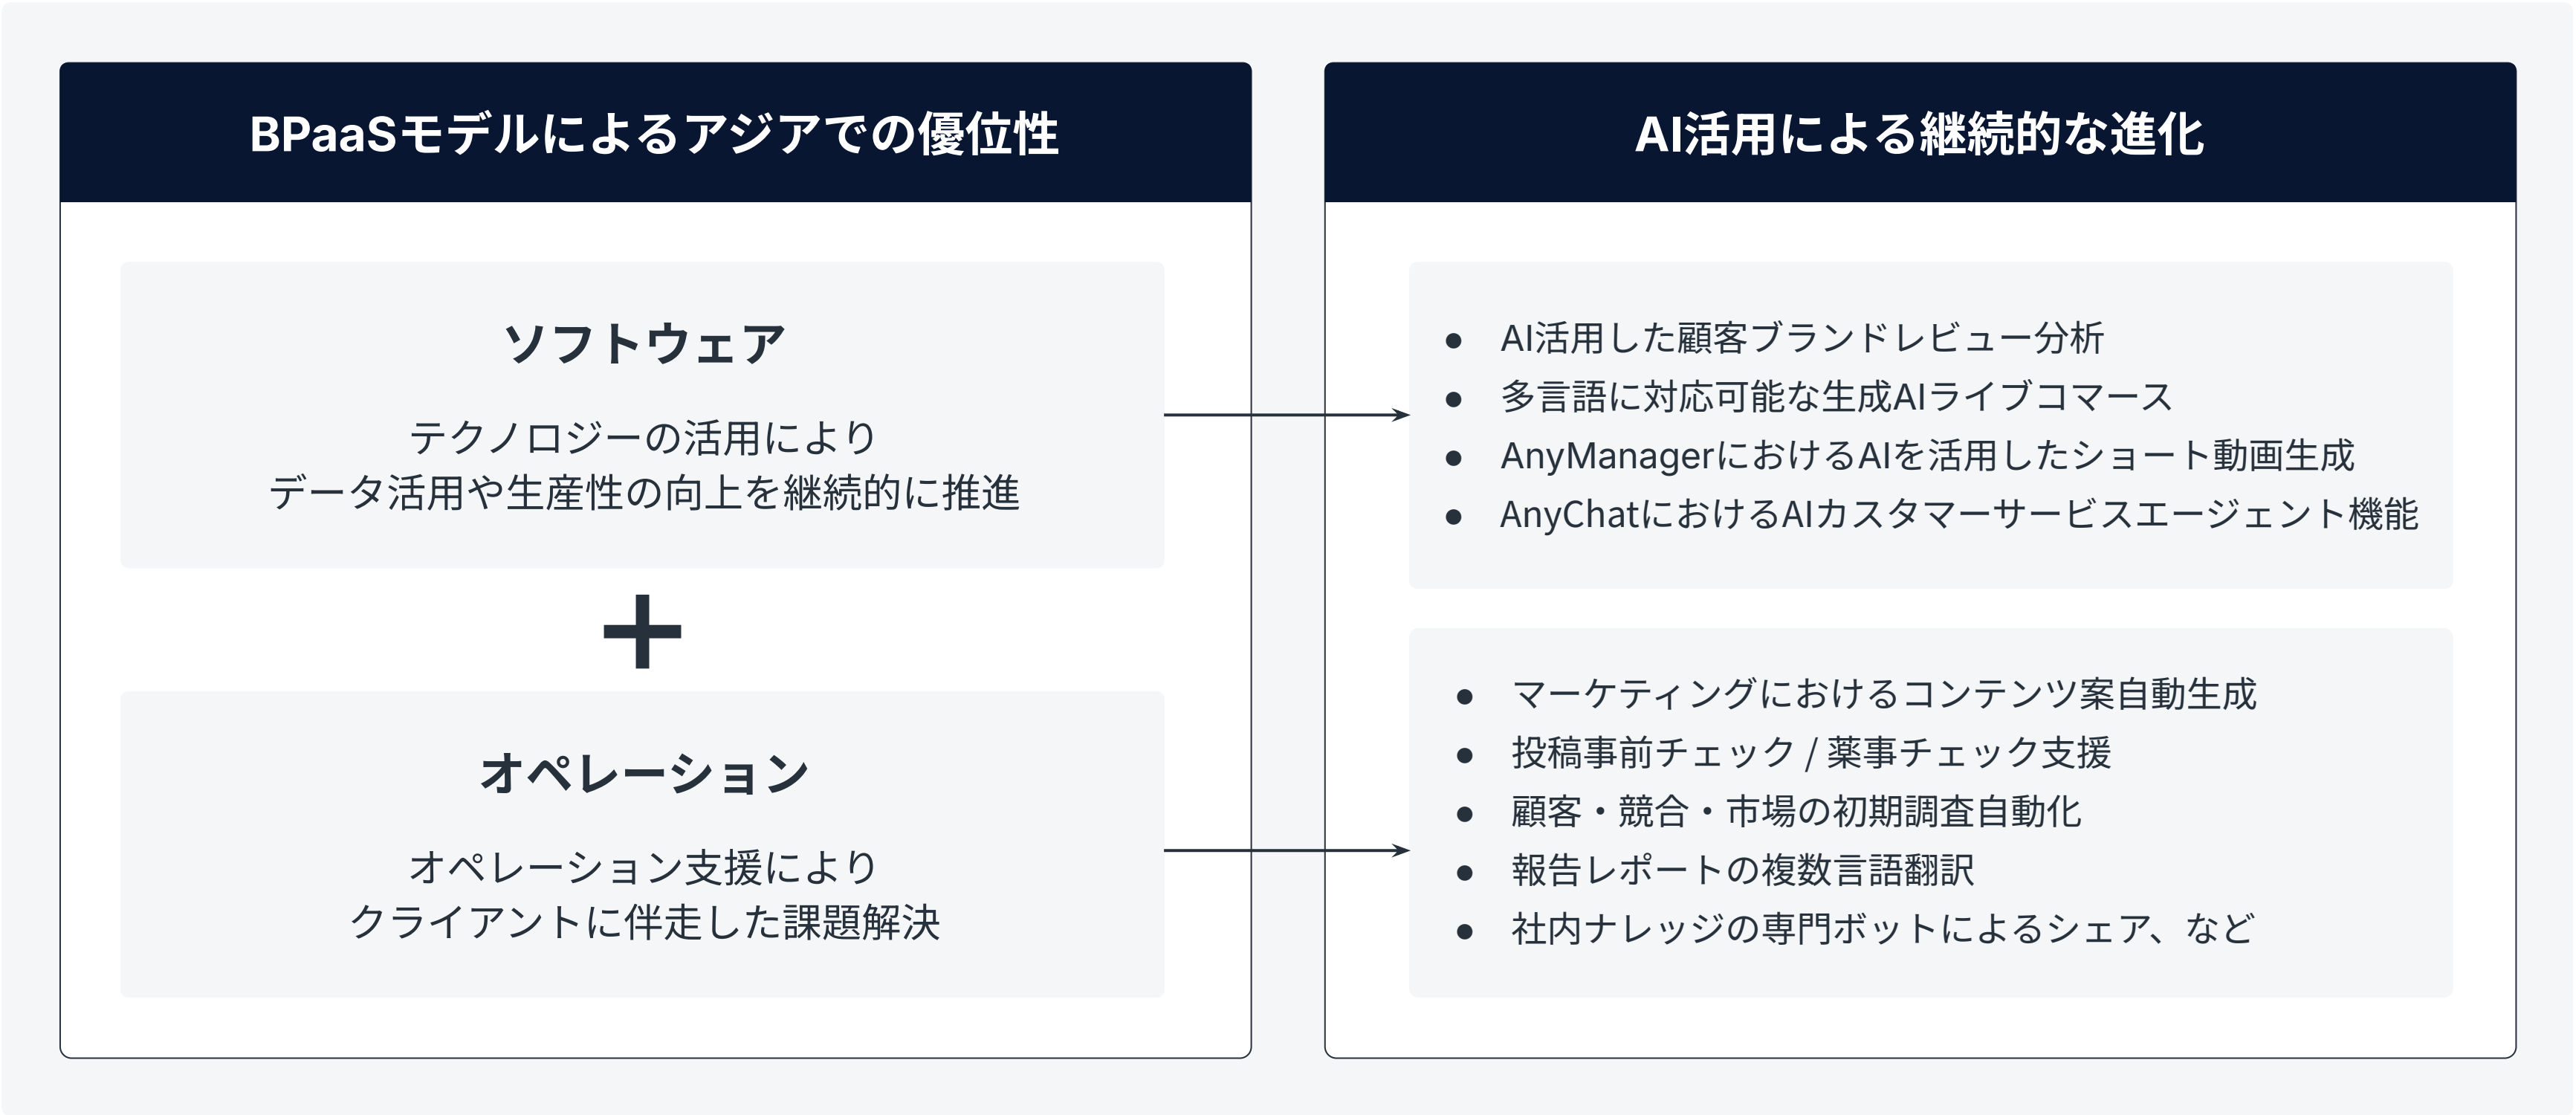 BPaaSモデルによるアジアでの優位性
ソフトウェア
テクノロジーの活用により
データ活用や生産性の向上を継続的に推進
+
オペレーション
オペレーション支援により
クライアントに伴走した課題解決
AI活用による継続的な進化
● AI活用した顧客ブランドレビュー分析
● 多言語に対応可能な生成AIライブコマース
● AnyManagerにおけるAIを活用したショート動画生成
● AnyChatにおけるAIカスタマーサービスエージェント機能
● マーケティングにおけるコンテンツ案自動生成
● 投稿事前チェック / 薬事チェック支援
● 顧客・競合・市場の初期調査自動化
● 報告レポートの複数言語翻訳
● 社内ナレッジの専門ボットによるシェア、など